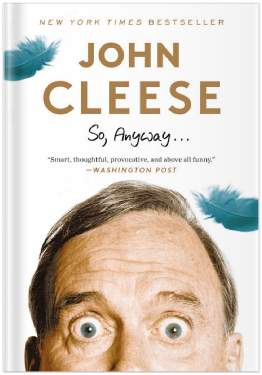 NEW YORK TIMES BESTSELLER
JOHN
CLEESE
So, Anyway...
“Smart, thoughtful, provocative, and above all funny.”
—WASHINGTON POST